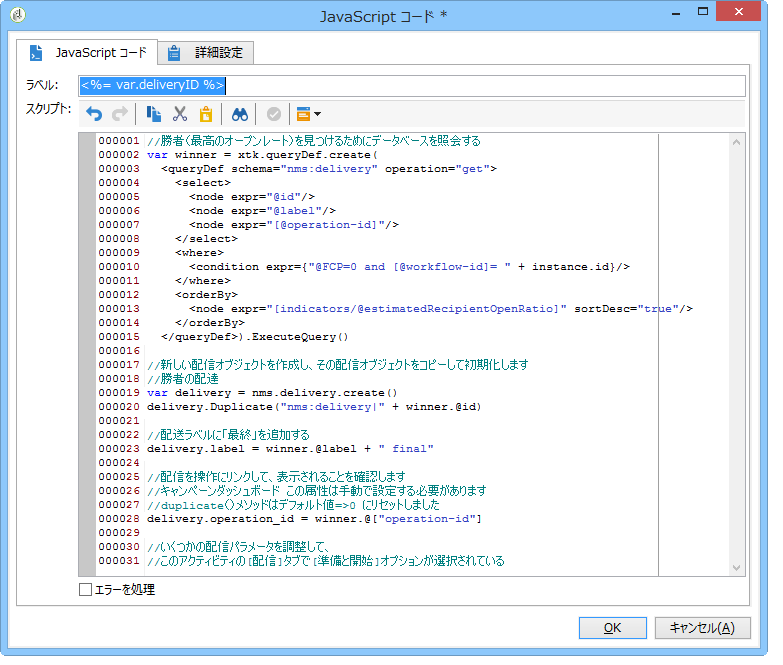 JavaScript コード *
JavaScript コード 詳細設定
ラベル: <%= var.deliveryID %>
スクリプト:
000001 //勝者(最高のオープンレート)を見つけるためにデータベースを照会する
000002 var winner = xtk.queryDef.create(
000003 <queryDef schema="nms:delivery" operation="get">
000004 <select>
000005 <node expr="@id"/>
000006 <node expr="@label"/>
000007 <node expr="[@operation-id]"/>
000008 </select>
000009 <where>
000010 <condition expr={"@FCP=0 and [@workflow-id]= " + instance.id}/>
000011 </where>
000012 <orderBy>
000013 <node expr="[indicators/@estimatedRecipientOpenRatio]" sortDesc="true"/>
000014 </orderBy>
000015 </queryDef>).ExecuteQuery()
000016
000017 //新しい配信オブジェクトを作成し、その配信オブジェクトをコピーして初期化します
000018 //勝者の配達
000019 var delivery = nms.delivery.create()
000020 delivery.Duplicate("nms:delivery|" + winner.@id)
000021
000022 //配送ラベルに「最終」を追加する
000023 delivery.label = winner.@label + " final"
000024
000025 //配信を操作にリンクして、表示されることを確認します
000026 //キャンペーンダッシュボード この属性は手動で設定する必要があります
000027 //duplicate()メソッドはデフォルト値=>0 にリセットしました
000028 delivery.operation_id = winner.@["operation-id"]
000029
000030 //いくつかの配信パラメータを調整して、
000031 //このアクティビティの[配信]タブで[準備と開始]オプションが選択されている
エラーを処理
OK キャンセル(A)